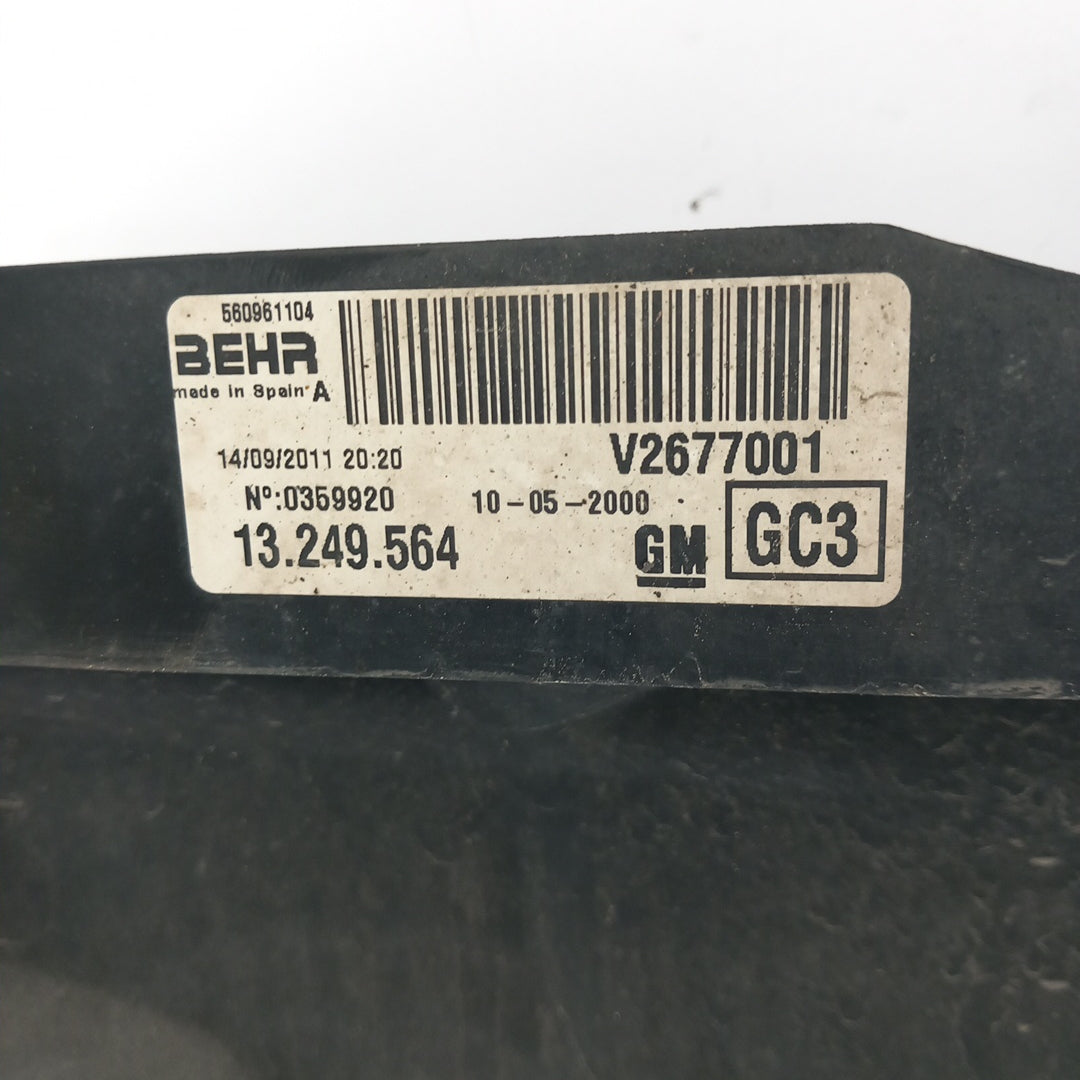 560961104
BEHR
made in Spain A
14/09/2011 20:20
V2677001
Nº:0359920
10-05-2000
13.249.564
GM
GC3